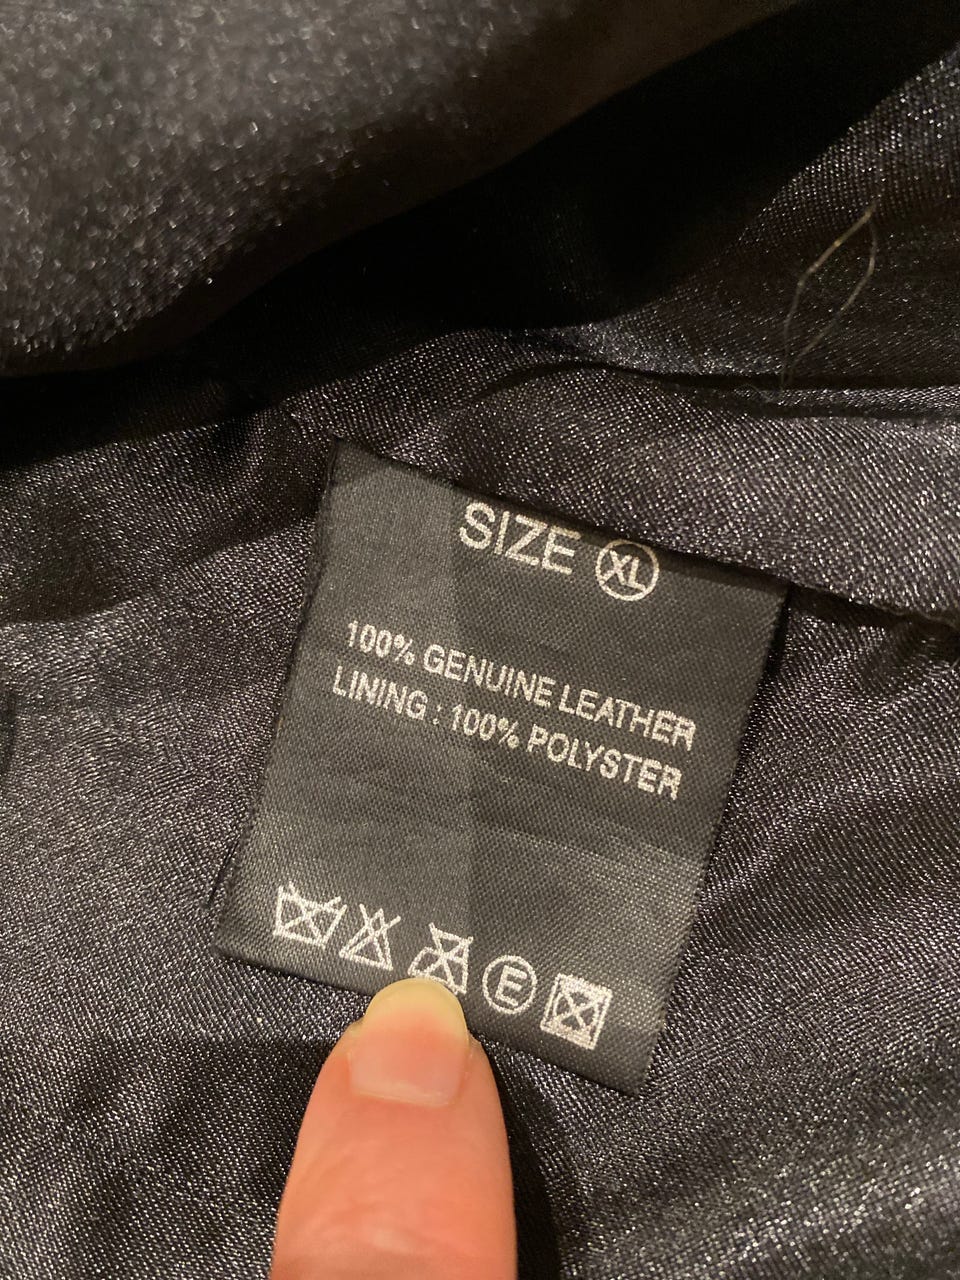 SIZE XL
100% GENUINE LEATHER
LINING : 100% POLYSTER
E